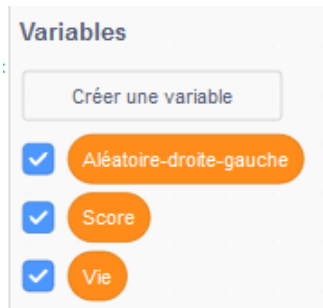 Variables
Créer une variable
Aléatoire-droite-gauche
Score
Vie